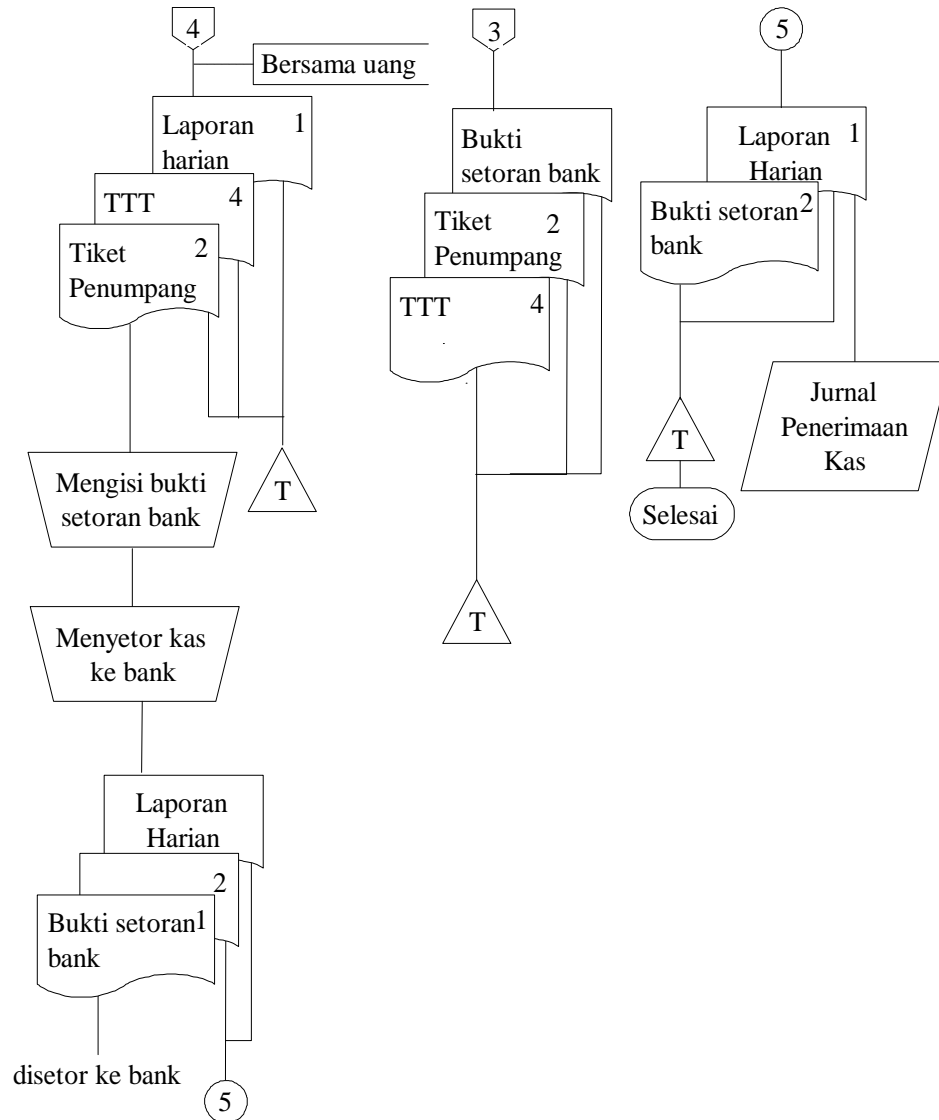 4
Bersama uang
Laporan 1
harian
TTT 4
Tiket 2
Penumpang
T
Mengisi bukti
setoran bank
Menyetor kas
ke bank
Laporan
Harian
2
Bukti setoran 1
bank
disetor ke bank
5
3
Bukti
setoran bank
Tiket 2
Penumpang
TTT 4
T
5
Laporan 1
Harian
Bukti setoran 2
bank
T
Selesai
Jurnal
Penerimaan
Kas